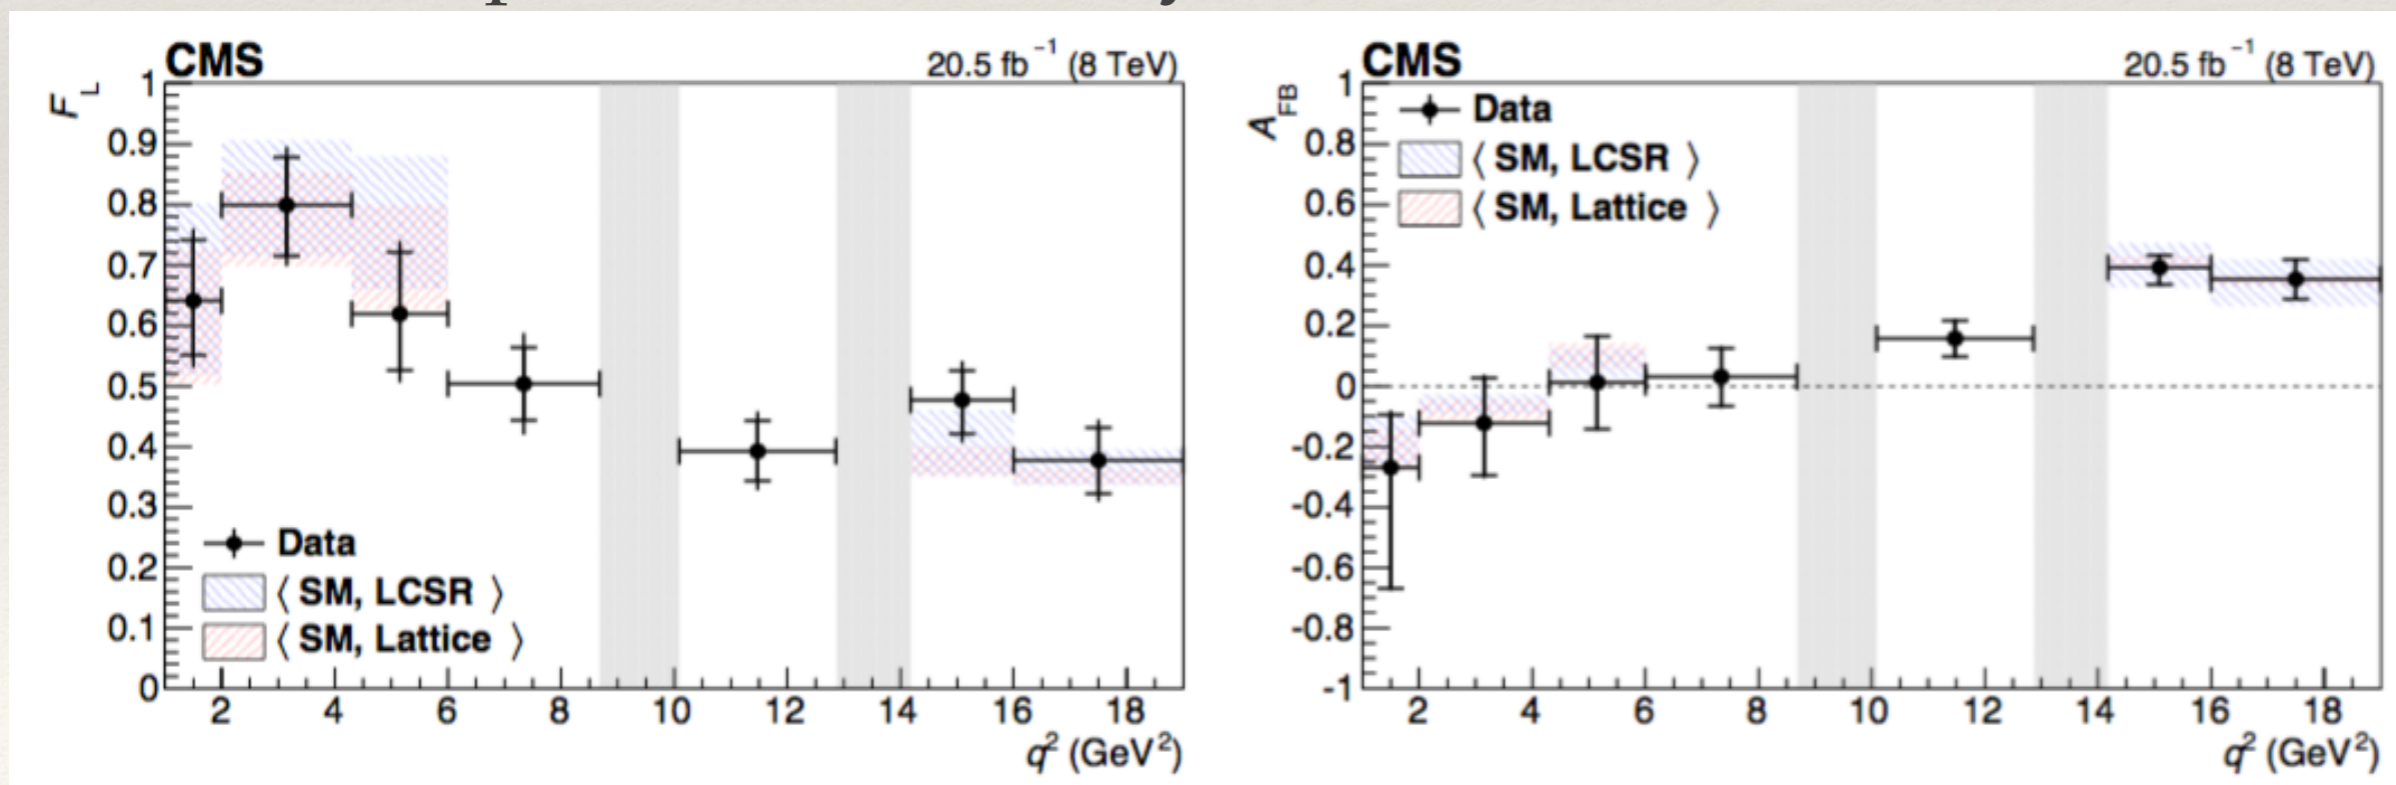 CMS
20.5 fb⁻¹ (8 TeV)
F_L
1
0.9
0.8
0.7
0.6
0.5
0.4
0.3
0.2
0.1
0
Data
⟨ SM, LCSR ⟩
⟨ SM, Lattice ⟩
2 4 6 8 10 12 14 16 18
q² (GeV²)
CMS
20.5 fb⁻¹ (8 TeV)
A_FB
1
0.8
0.6
0.4
0.2
0
-0.2
-0.4
-0.6
-0.8
-1
Data
⟨ SM, LCSR ⟩
⟨ SM, Lattice ⟩
2 4 6 8 10 12 14 16 18
q² (GeV²)